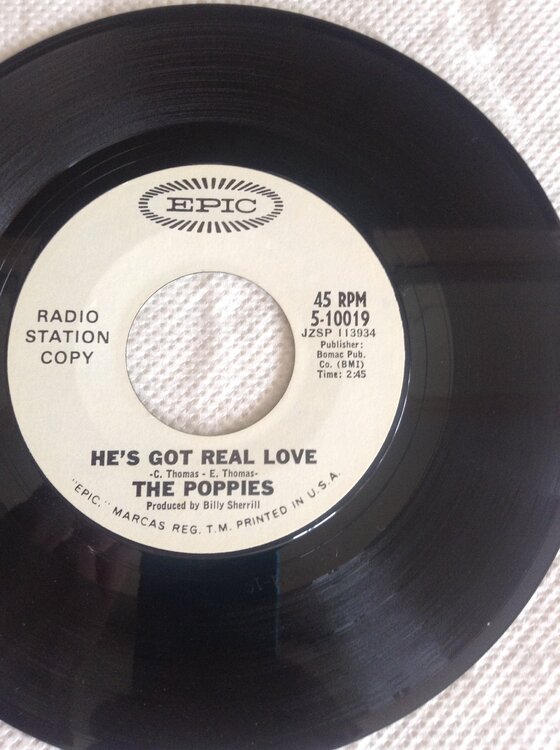 EPIC
RADIO
STATION
COPY
45 RPM
5-10019
JZSP 113934
Publisher:
Bomac Pub.
Co. (BMI)
Time: 2:45
HE'S GOT REAL LOVE
-C. Thomas - E. Thomas-
THE POPPIES
Produced by Billy Sherrill
"EPIC," MARCAS REG. T.M. PRINTED IN U.S.A.